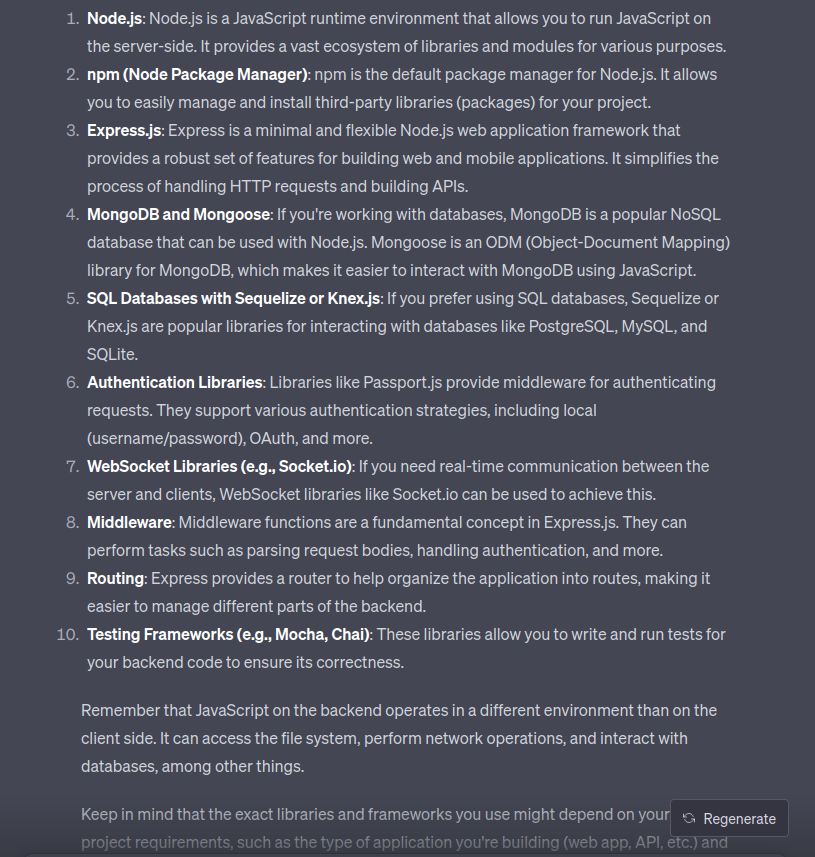 1. Node.js: Node.js is a JavaScript runtime environment that allows you to run JavaScript on
the server-side. It provides a vast ecosystem of libraries and modules for various purposes.
2. npm (Node Package Manager): npm is the default package manager for Node.js. It allows
you to easily manage and install third-party libraries (packages) for your project.
3. Express.js: Express is a minimal and flexible Node.js web application framework that
provides a robust set of features for building web and mobile applications. It simplifies the
process of handling HTTP requests and building APIs.
4. MongoDB and Mongoose: If you're working with databases, MongoDB is a popular NoSQL
database that can be used with Node.js. Mongoose is an ODM (Object-Document Mapping)
library for MongoDB, which makes it easier to interact with MongoDB using JavaScript.
5. SQL Databases with Sequelize or Knex.js: If you prefer using SQL databases, Sequelize or
Knex.js are popular libraries for interacting with databases like PostgreSQL, MySQL, and
SQLite.
6. Authentication Libraries: Libraries like Passport.js provide middleware for authenticating
requests. They support various authentication strategies, including local
(username/password), OAuth, and more.
7. WebSocket Libraries (e.g., Socket.io): If you need real-time communication between the
server and clients, WebSocket libraries like Socket.io can be used to achieve this.
8. Middleware: Middleware functions are a fundamental concept in Express.js. They can
perform tasks such as parsing request bodies, handling authentication, and more.
9. Routing: Express provides a router to help organize the application into routes, making it
easier to manage different parts of the backend.
10. Testing Frameworks (e.g., Mocha, Chai): These libraries allow you to write and run tests for
your backend code to ensure its correctness.
Remember that JavaScript on the backend operates in a different environment than on the
client side. It can access the file system, perform network operations, and interact with
databases, among other things.
Keep in mind that the exact libraries and frameworks you use might depend on your
Regenerate
project requirements, such as the type of application you're building (web app, API, etc.) and